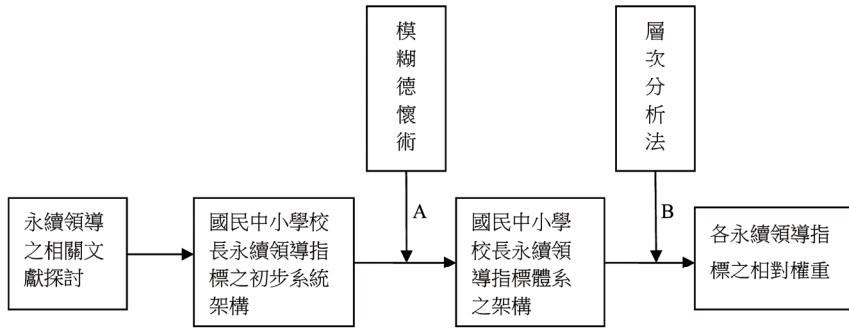 模糊德懷術
層次分析法
A
B
永續領導
之相關文
獻探討
國民中小學校
長永續領導指
標之初步系統
架構
國民中小學
校長永續領
導指標體系
之架構
各永續領導指
標之相對權重